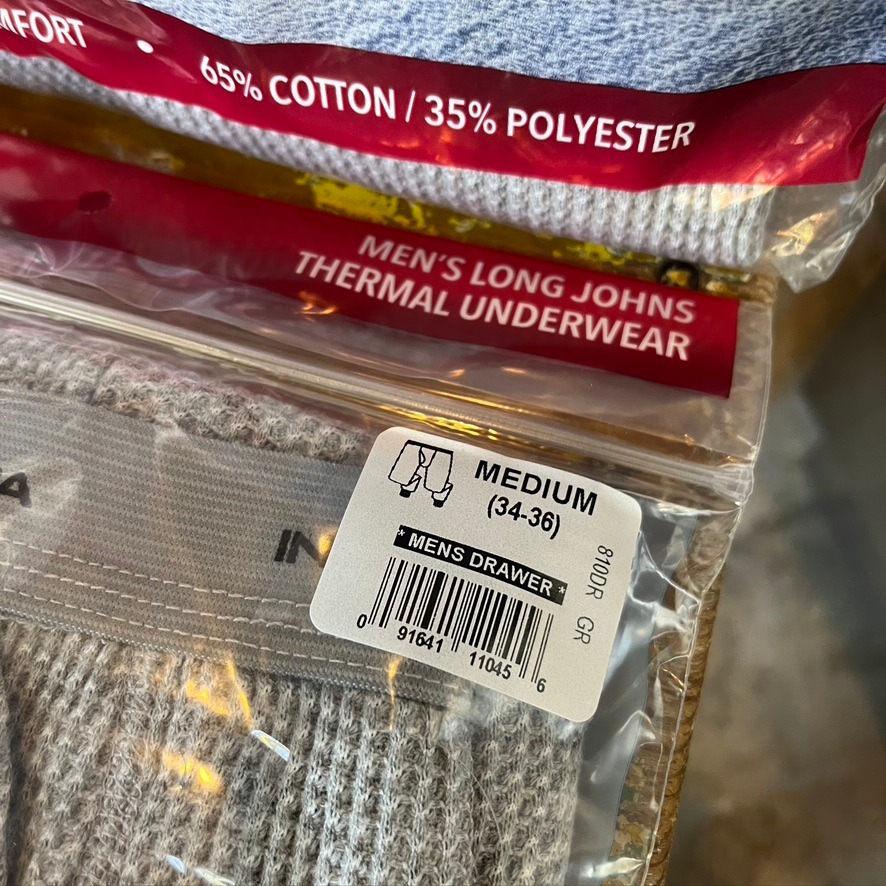 65% COTTON / 35% POLYESTER
MEN'S LONG JOHNS
THERMAL UNDERWEAR
MEDIUM
(34-36)
* MENS DRAWER *
810DR GR
0 91641 11045 6